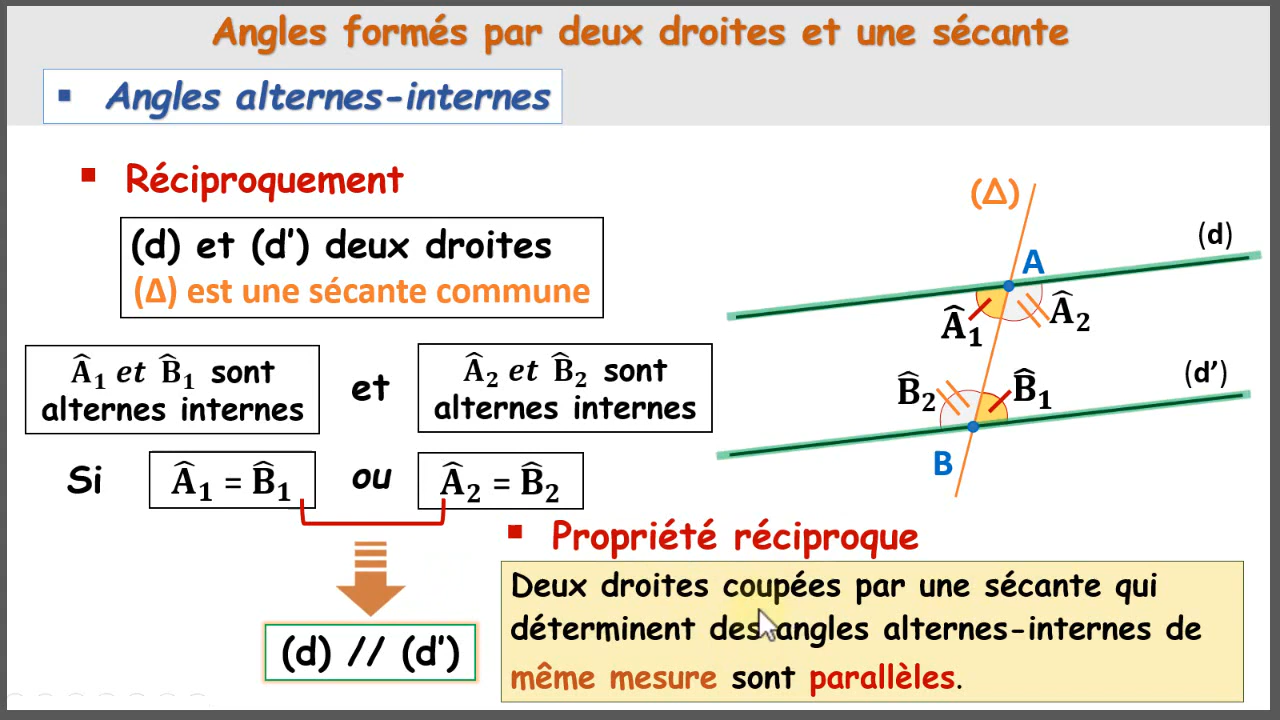 Angles formés par deux droites et une sécante
▪ Angles alternes-internes
▪ Réciproquement
(d) et (d') deux droites
(Δ) est une sécante commune
Â₁ et B̂₁ sont
alternes internes
et
Â₂ et B̂₂ sont
alternes internes
Si Â₁ = B̂₁ ou Â₂ = B̂₂
(d) // (d')
(Δ)
(d)
A
Â₁
Â₂
(d’)
B̂₂
B̂₁
B
▪ Propriété réciproque
Deux droites coupées par une sécante qui
déterminent des angles alternes-internes de
même mesure sont parallèles.